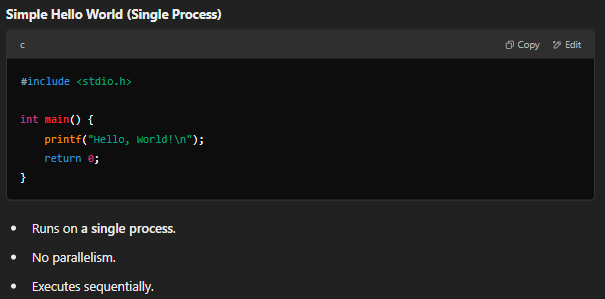 Simple Hello World (Single Process)
c
Copy
Edit
#include <stdio.h>
int main() {
    printf("Hello, World!\n");
    return 0;
}
Runs on a single process.
No parallelism.
Executes sequentially.